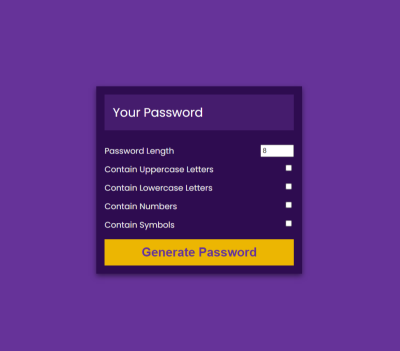 Your Password
Password Length 8
Contain Uppercase Letters
Contain Lowercase Letters
Contain Numbers
Contain Symbols
Generate Password